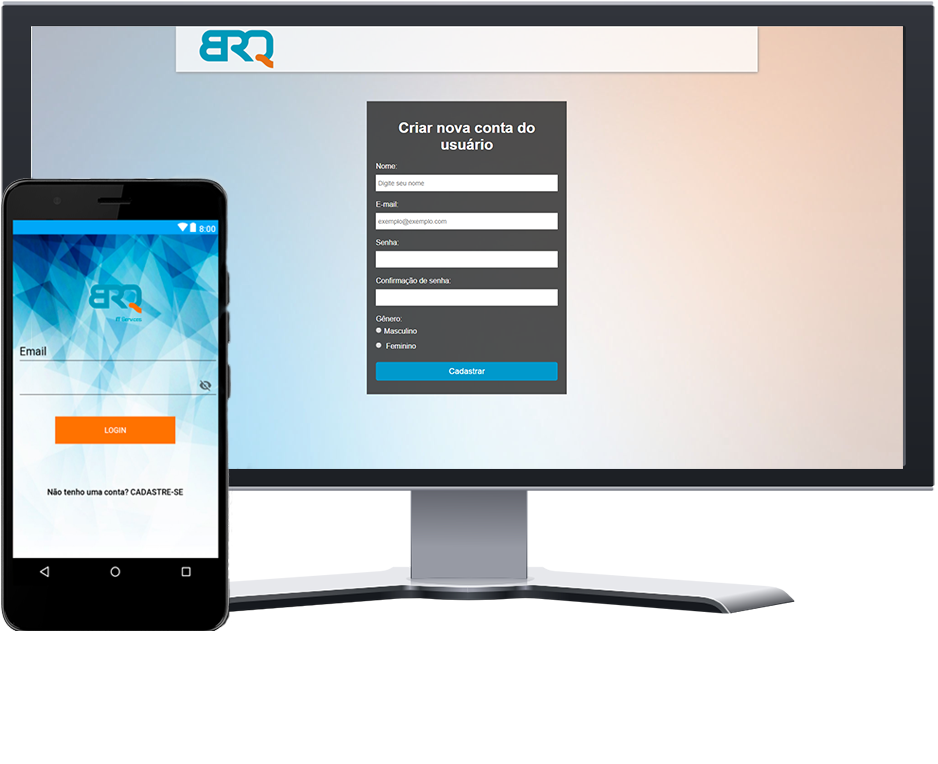 BRQ
Criar nova conta do
usuário
Nome:
Digite seu nome
E-mail:
exemplo@exemplo.com
Senha:
Confirmação de senha:
Gênero:
Masculino
Feminino
Cadastrar
8:00
BRQ
IT Services
Email
LOGIN
Não tenho uma conta? CADASTRE-SE